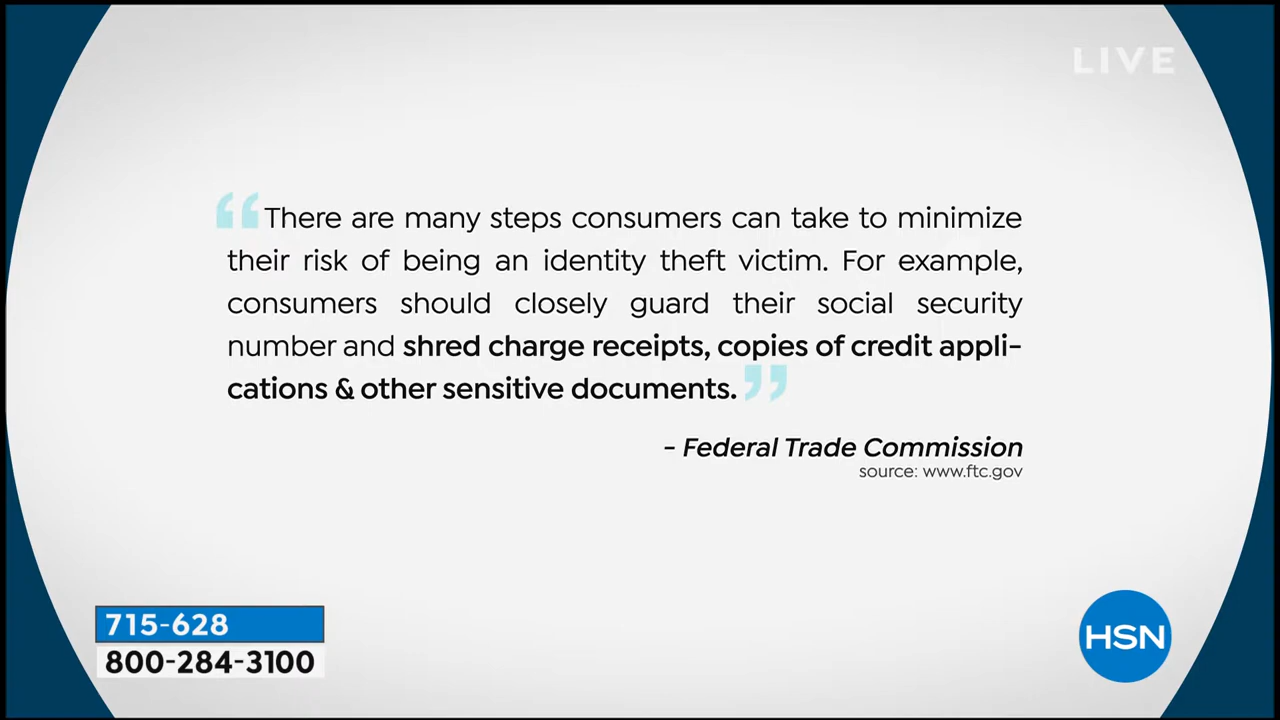 LIVE
“There are many steps consumers can take to minimize
their risk of being an identity theft victim. For example,
consumers should closely guard their social security
number and shred charge receipts, copies of credit appli-
cations & other sensitive documents.”
- Federal Trade Commission
source: www.ftc.gov
715-628
800-284-3100
HSN